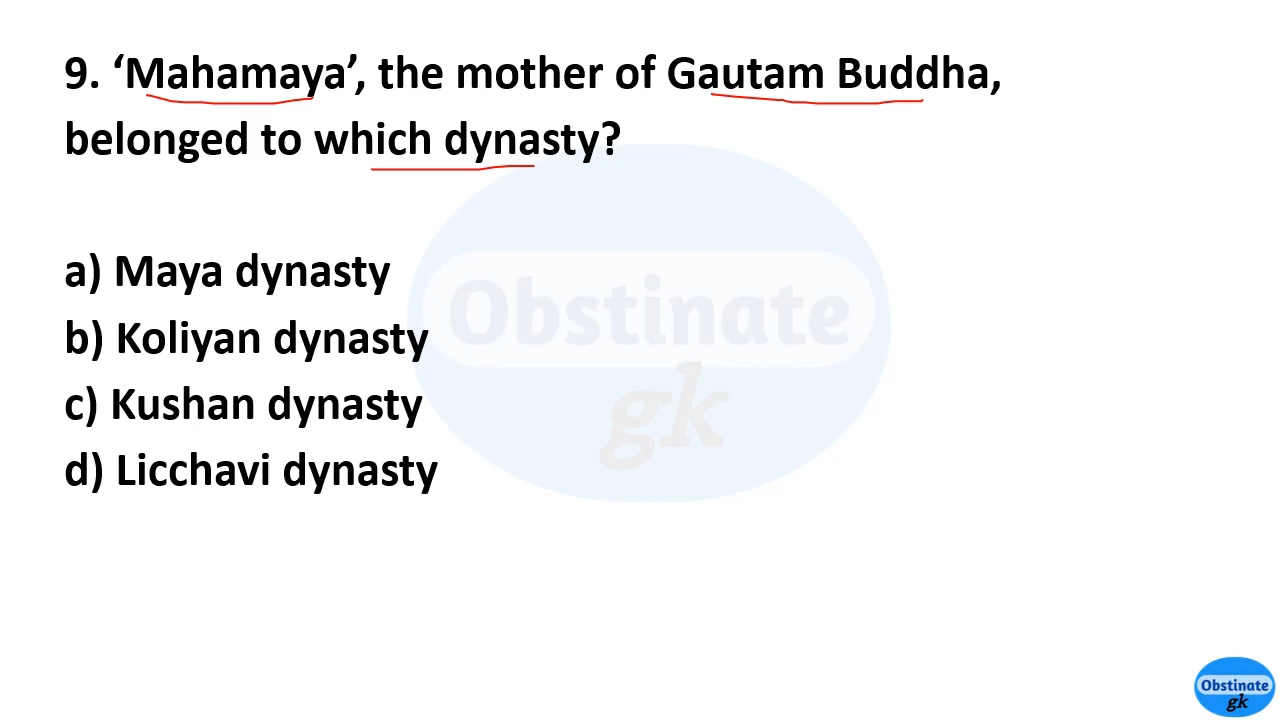 9. ‘Mahamaya’, the mother of Gautam Buddha,
belonged to which dynasty?
a) Maya dynasty
b) Koliyan dynasty
c) Kushan dynasty
d) Licchavi dynasty
Obstinate
gk
Obstinate
gk